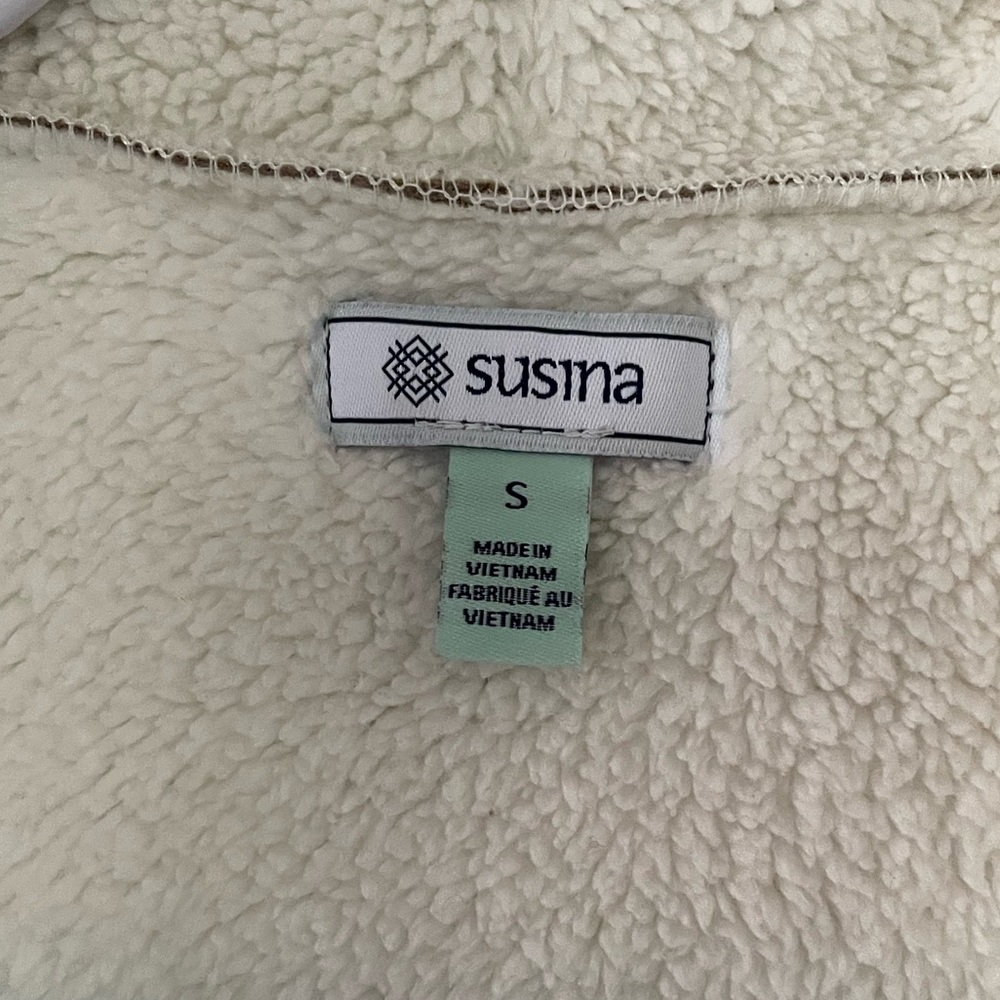 susina
S
MADE IN
VIETNAM
FABRIQUÉ AU
VIETNAM